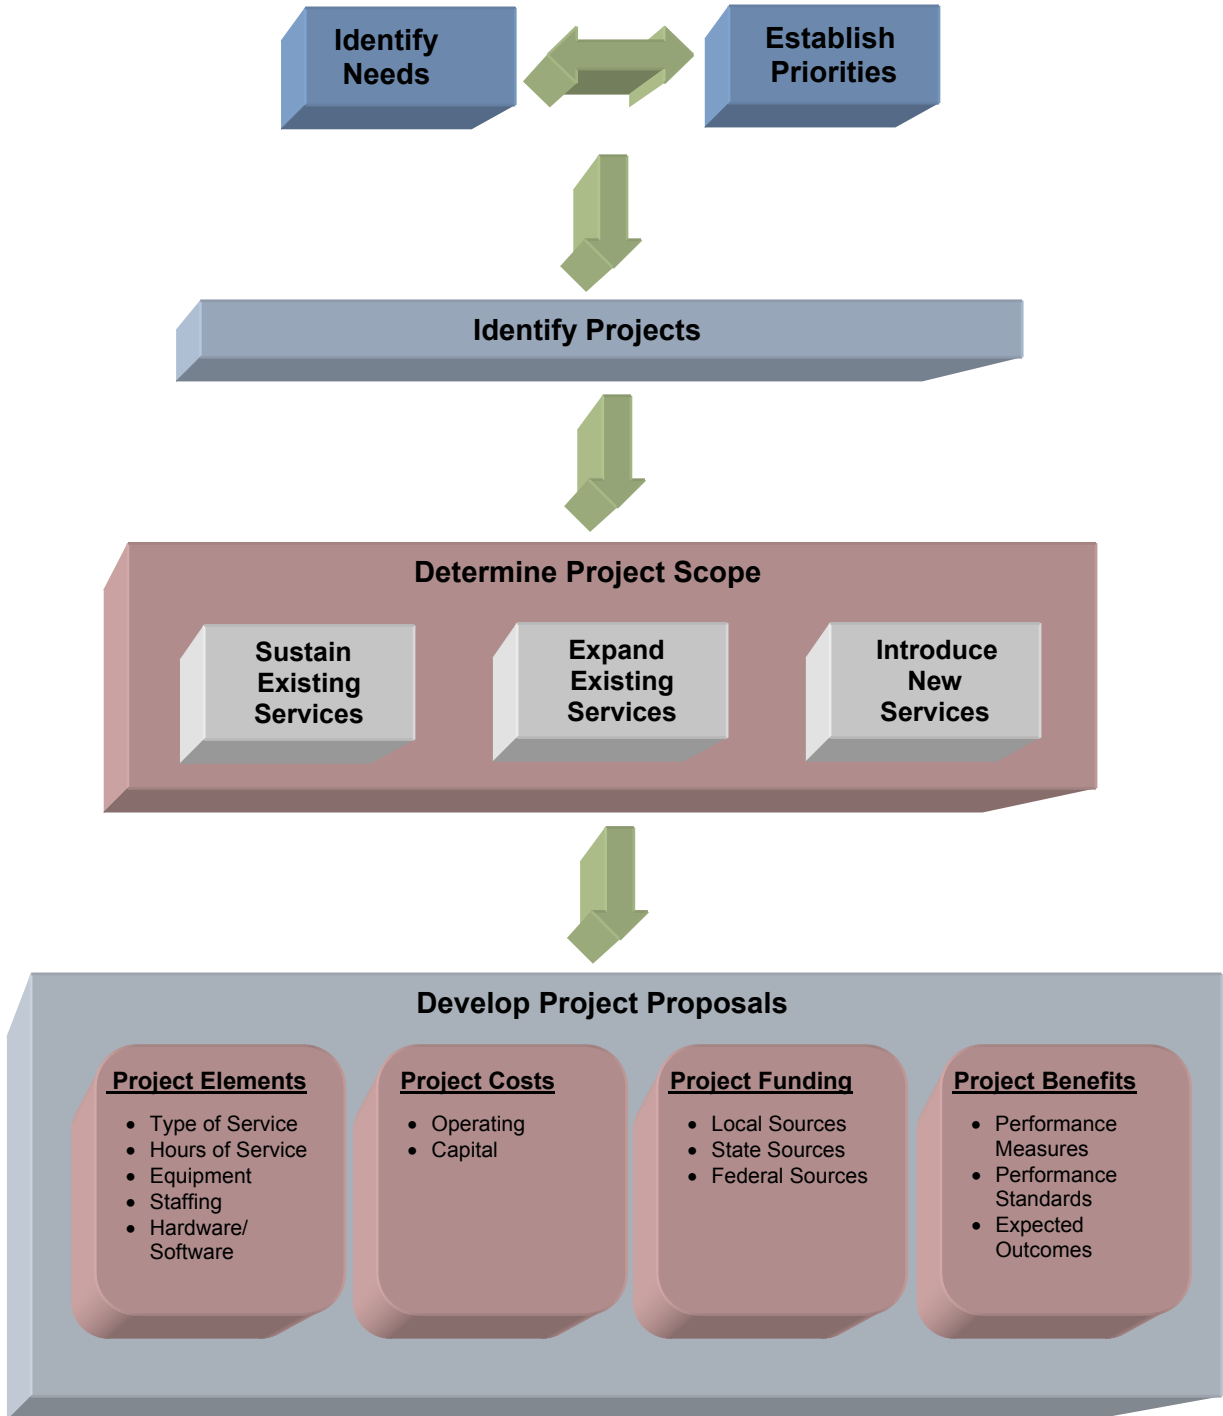 Identify
Needs
Establish
Priorities
Identify Projects
Determine Project Scope
Sustain
Existing
Services
Expand
Existing
Services
Introduce
New
Services
Develop Project Proposals
Project Elements
• Type of Service
• Hours of Service
• Equipment
• Staffing
• Hardware/
Software
Project Costs
• Operating
• Capital
Project Funding
• Local Sources
• State Sources
• Federal Sources
Project Benefits
• Performance
Measures
• Performance
Standards
• Expected
Outcomes